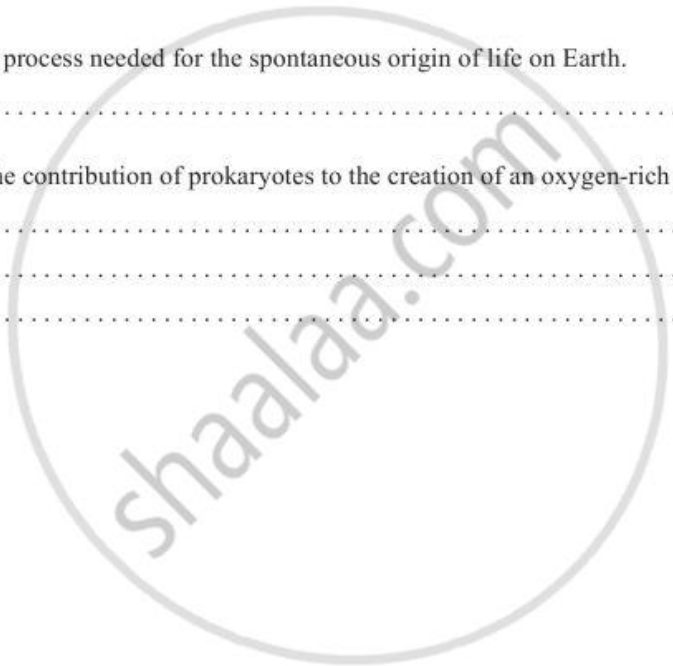 process needed for the spontaneous origin of life on Earth.
contribution of prokaryotes to the creation of an oxygen-rich
shaalaa.com